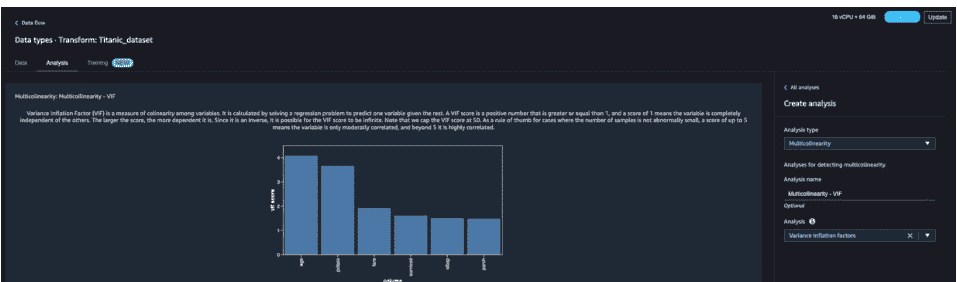 Data flow
16 vCPU + 64 GiB
Update
Data types · Transform: Titanic_dataset
Data Analysis Training
Multicollinearity: Multicollinearity - VIF
Variance Inflation Factor (VIF) is a measure of colinearity among variables. It is calculated by solving a regression problem to predict one variable given the rest. A VIF score is a positive number that is greater or equal than 1, and a score of 1 means the variable is completely
independent of the others. The larger the score, the more dependent it is. Since it is an inverse, it is possible for the VIF score to be infinite. Note that we cap the VIF score at 50. As a rule of thumb for cases where the number of samples is not abnormally small, a score of up to 5
means the variable is only moderately correlated, and beyond 5 it is highly correlated.
4
3
2
1
0
vif score
age
pclass
fare
survived
sibsp
parch
All analyses
Create analysis
Analysis type
Multicollinearity
Analyses for detecting multicollinearity.
Analysis name
Multicollinearity - VIF
Optional
Analysis
Variance inflation factors